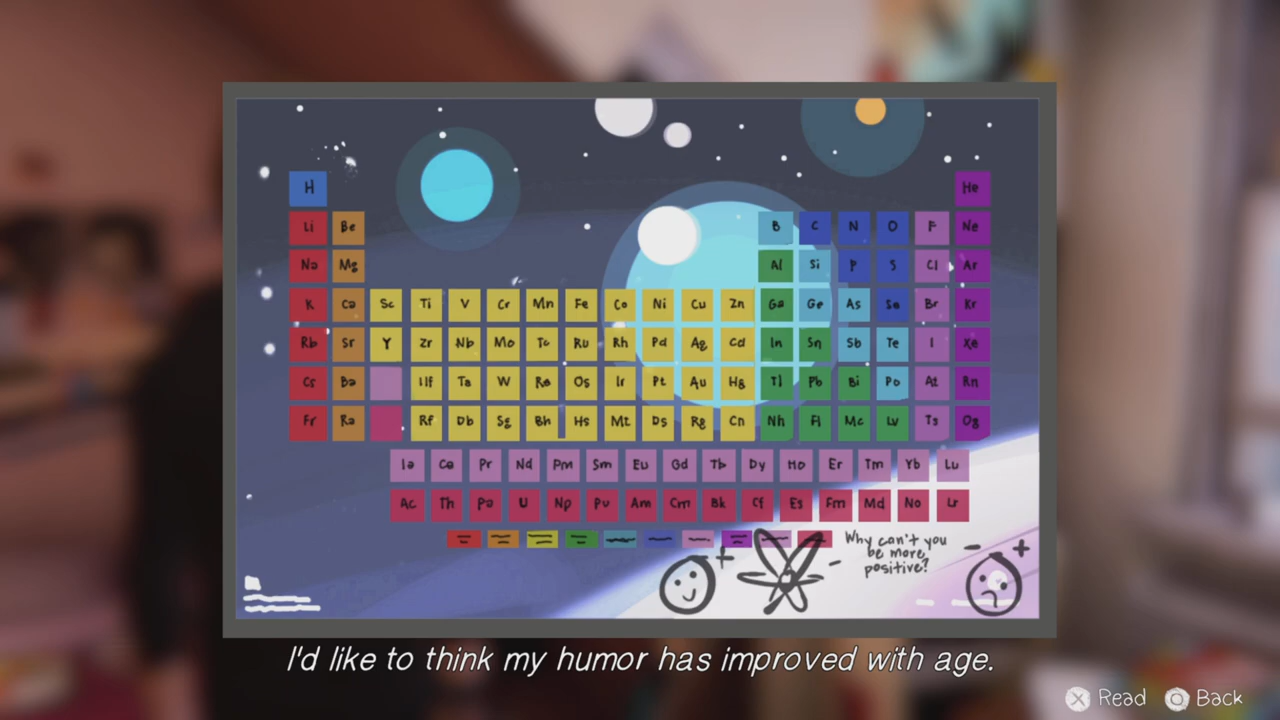 H He
Li Be B C N O F Ne
Na Mg Al Si P S Cl Ar
K Ca Sc Ti V Cr Mn Fe Co Ni Cu Zn Ga Ge As Se Br Kr
Rb Sr Y Zr Nb Mo Tc Ru Rh Pd Ag Cd In Sn Sb Te I Xe
Cs Ba Hf Ta W Re Os Ir Pt Au Hg Tl Pb Bi Po At Rn
Fr Ra Rf Db Sg Bh Hs Mt Ds Rg Cn Nh Fl Mc Lv Ts Og
la Ce Pr Nd Pm Sm Eu Gd Tb Dy Ho Er Tm Yb Lu
Ac Th Pa U Np Pu Am Cm Bk Cf Es Fm Md No Lr
Why can't you
be more
positive?
+ - - +
I'd like to think my humor has improved with age.
Read Back